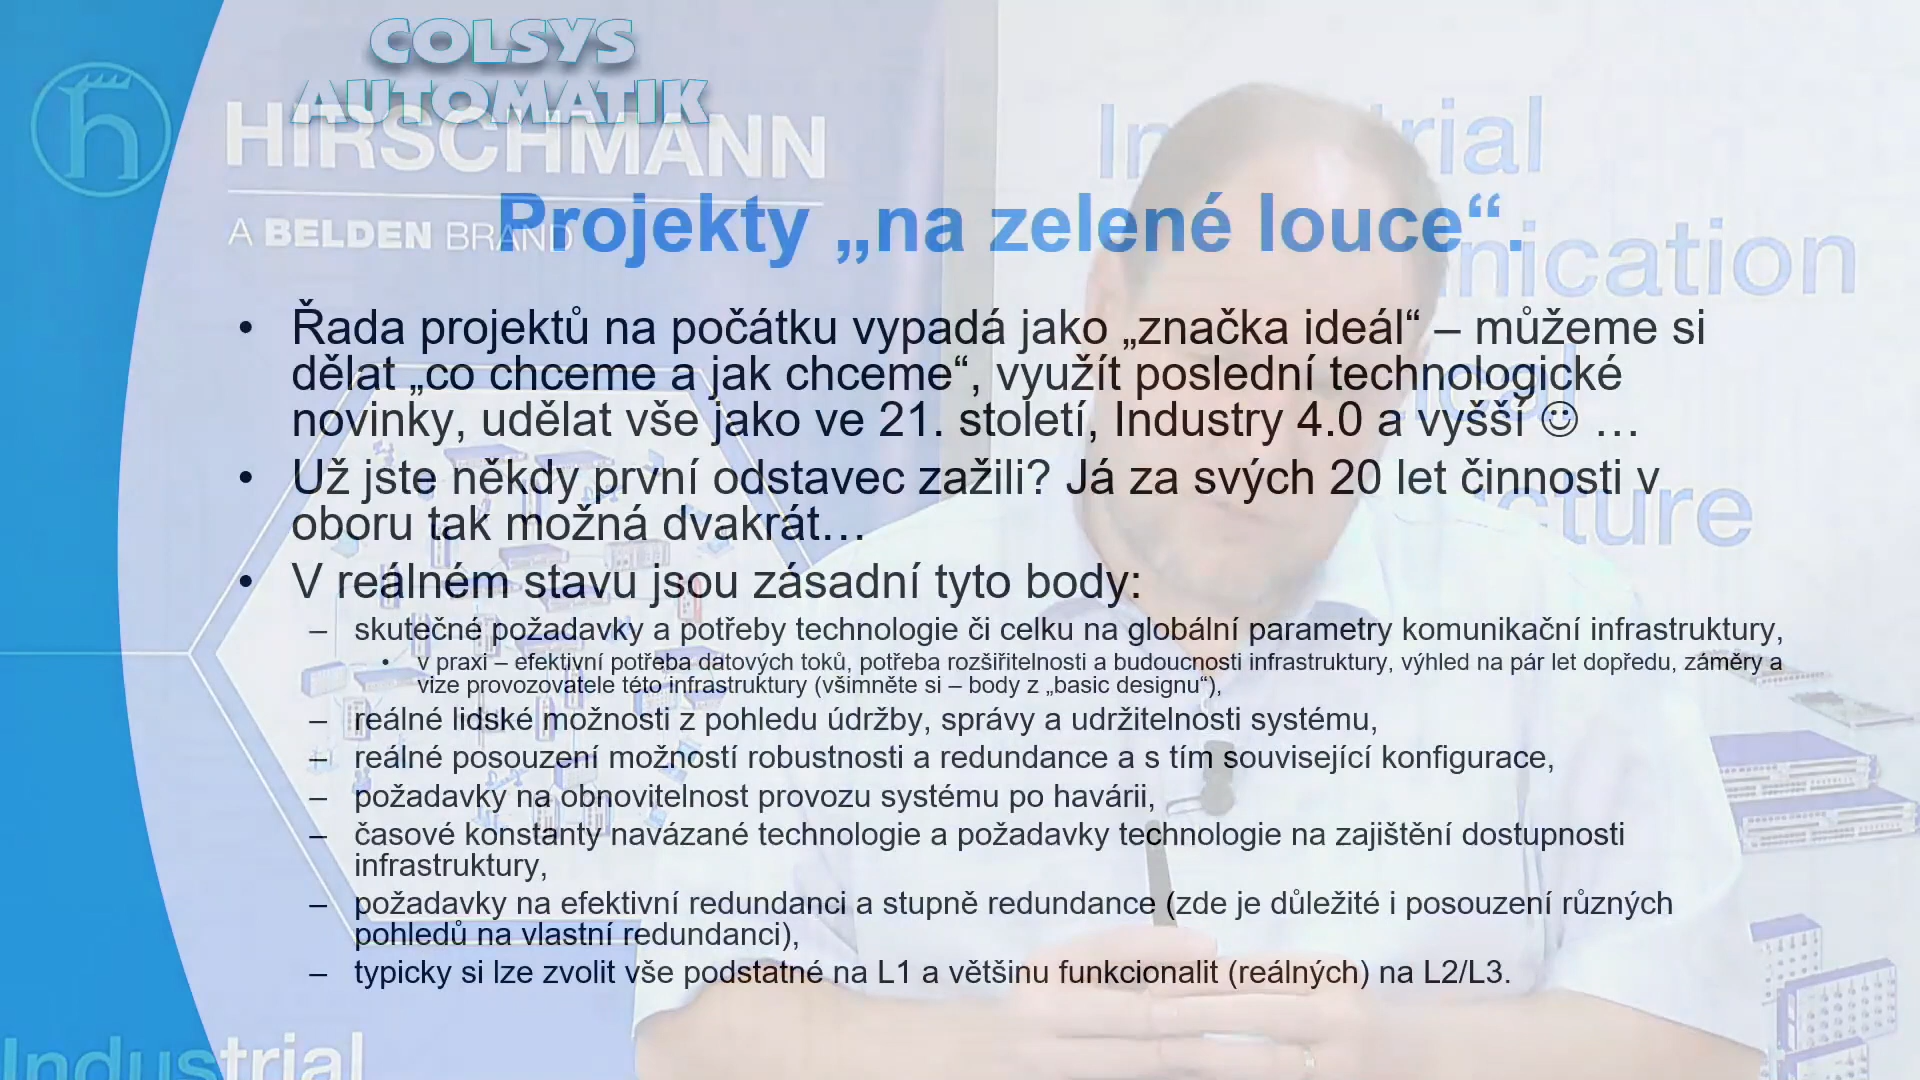 COLSYS
AUTOMATIK
HIRSCHMANN
A BELDEN BRAND
Industrial
nication
cture
Projekty „na zelené louce“.
• Řada projektů na počátku vypadá jako „značka ideál“ – můžeme si
dělat „co chceme a jak chceme“, využít poslední technologické
novinky, udělat vše jako ve 21. století, Industry 4.0 a vyšší ☺ …
• Už jste někdy první odstavec zažili? Já za svých 20 let činnosti v
oboru tak možná dvakrát…
• V reálném stavu jsou zásadní tyto body:
– skutečné požadavky a potřeby technologie či celku na globální parametry komunikační infrastruktury,
• v praxi – efektivní potřeba datových toků, potřeba rozšiřitelnosti a budoucnosti infrastruktury, výhled na pár let dopředu, záměry a
vize provozovatele této infrastruktury (všimněte si – body z „basic designu“),
– reálné lidské možnosti z pohledu údržby, správy a udržitelnosti systému,
– reálné posouzení možností robustnosti a redundance a s tím související konfigurace,
– požadavky na obnovitelnost provozu systému po havárii,
– časové konstanty navázané technologie a požadavky technologie na zajištění dostupnosti
infrastruktury,
– požadavky na efektivní redundanci a stupně redundance (zde je důležité i posouzení různých
pohledů na vlastní redundanci),
– typicky si lze zvolit vše podstatné na L1 a většinu funkcionalit (reálných) na L2/L3.
Industrial